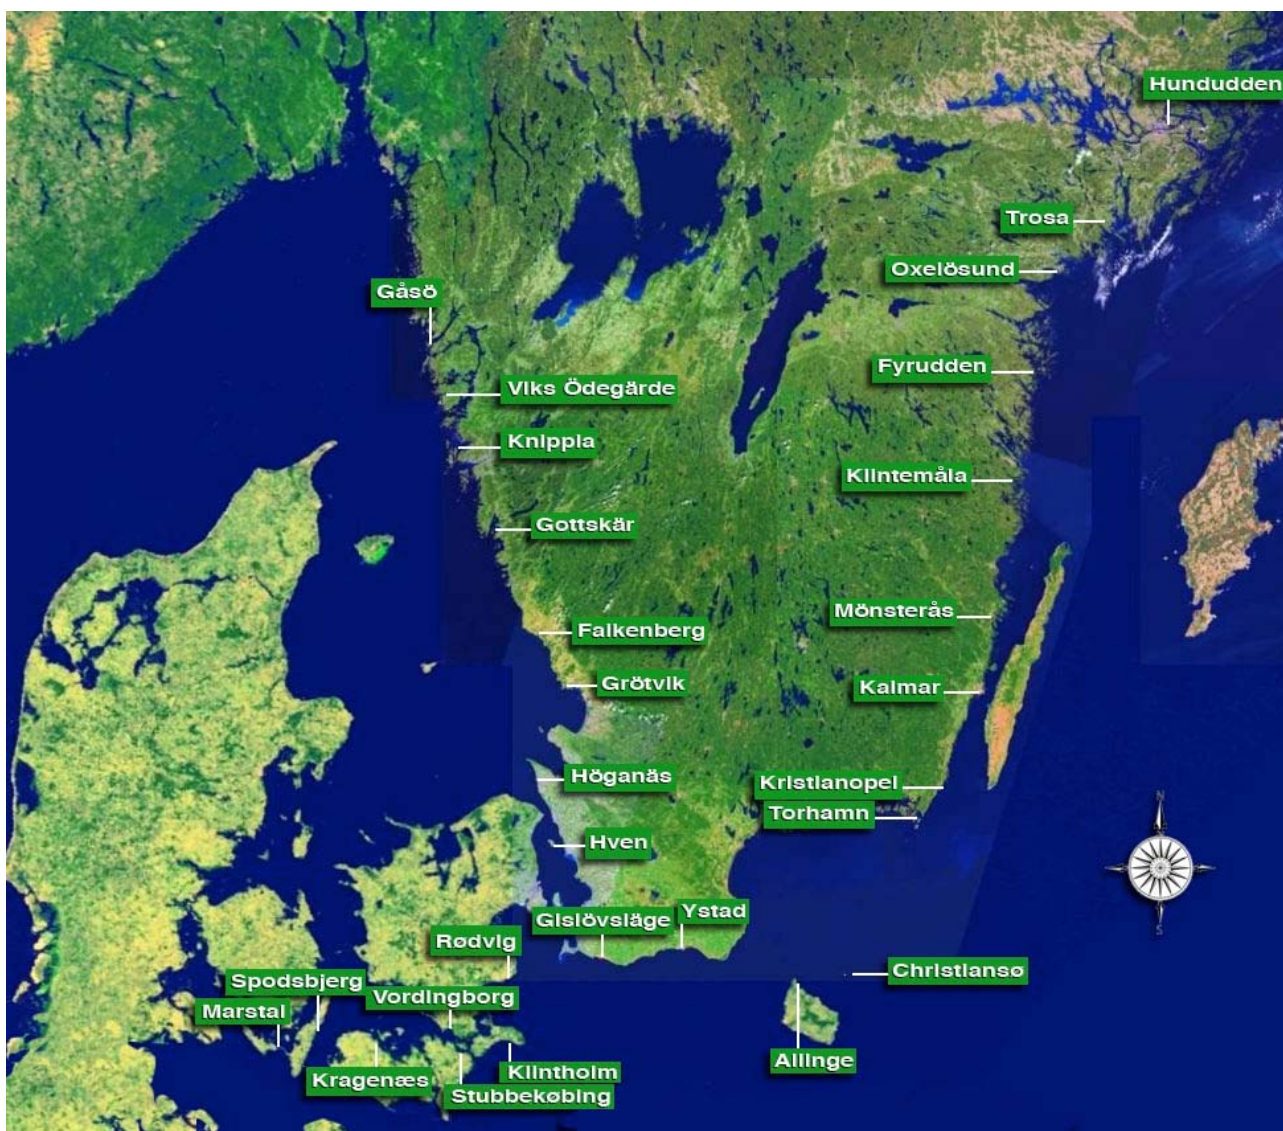 Hundudden
Trosa
Oxelösund
Gåsö
Fyrudden
Viks Ödegärde
Knippla
Klintemåla
Gottskär
Mönsterås
Falkenberg
Grötvik
Kalmar
Höganäs
Kristianopel
Torhamn
N
Hven
Gislövsläge
Ystad
S
Rødvig
Christiansø
Spodsbjerg
Vordingborg
Marstal
Allinge
Klintholm
Kragenæs
Stubbekøbing